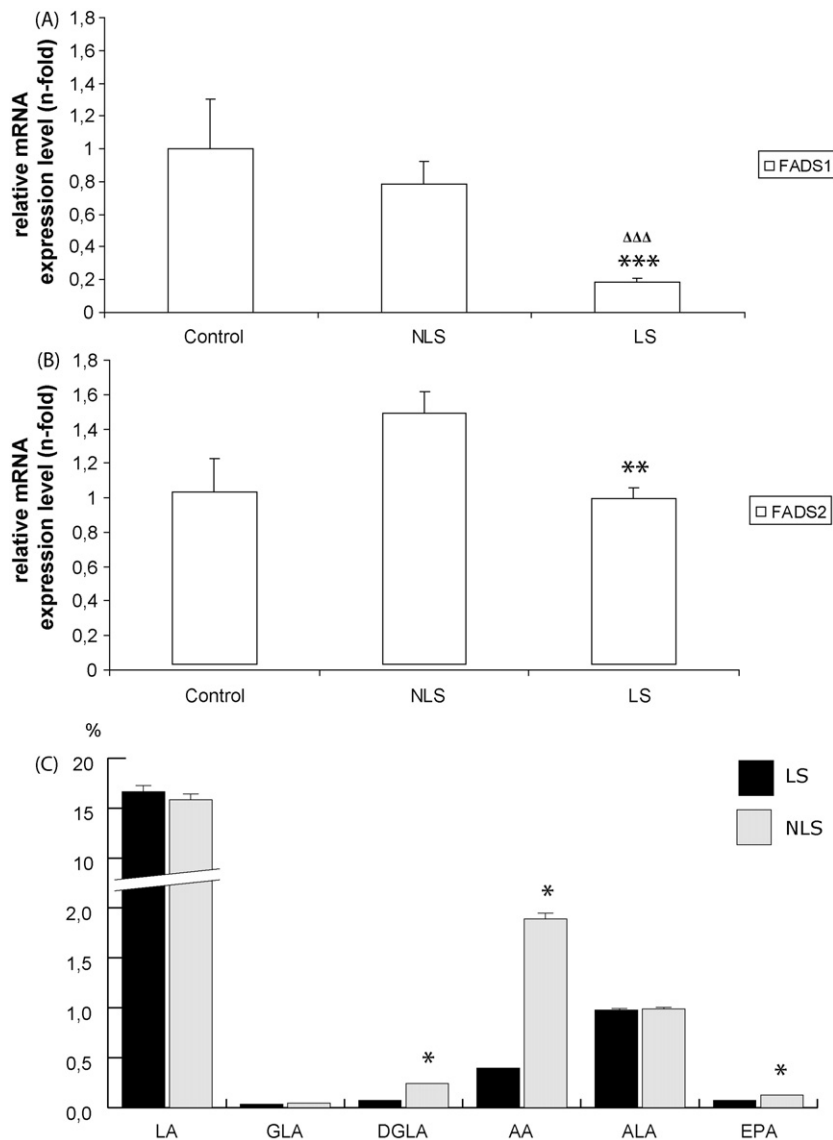 (A)
relative mRNA
expression level (n-fold)
1,8
1,6
1,4
1,2
1
0,8
0,6
0,4
0,2
0
ΔΔΔ
***
FADS1
Control NLS LS
(B)
relative mRNA
expression level (n-fold)
1,8
1,6
1,4
1,2
1
0,8
0,6
0,4
0,2
0
**
FADS2
Control NLS LS
%
(C)
20
15
10
2,0
1,5
1,0
0,5
0,0
*
*
*
LS
NLS
LA GLA DGLA AA ALA EPA